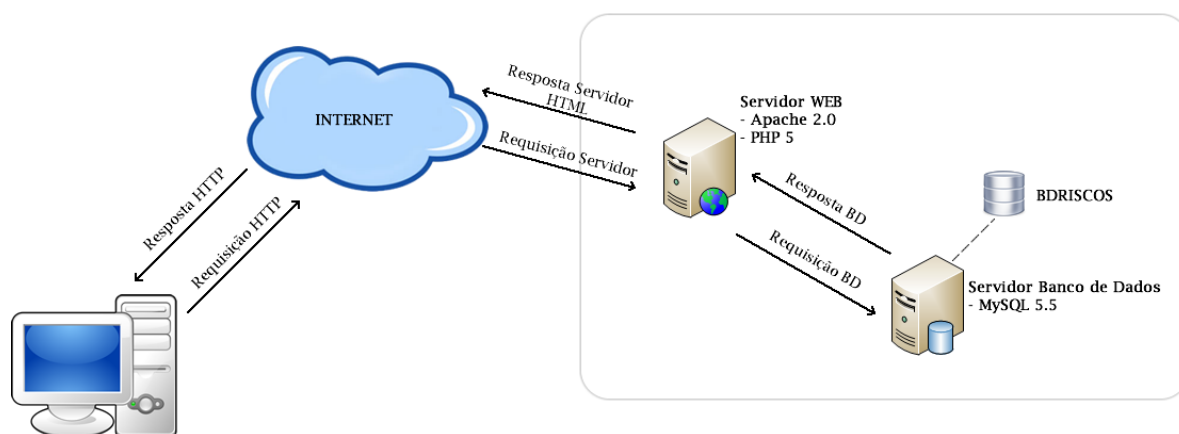 INTERNET
Resposta Servidor
HTML
Requisição Servidor
Servidor WEB
- Apache 2.0
- PHP 5
Resposta HTTP
Requisição HTTP
Resposta BD
Requisição BD
BDRISCOS
Servidor Banco de Dados
- MySQL 5.5